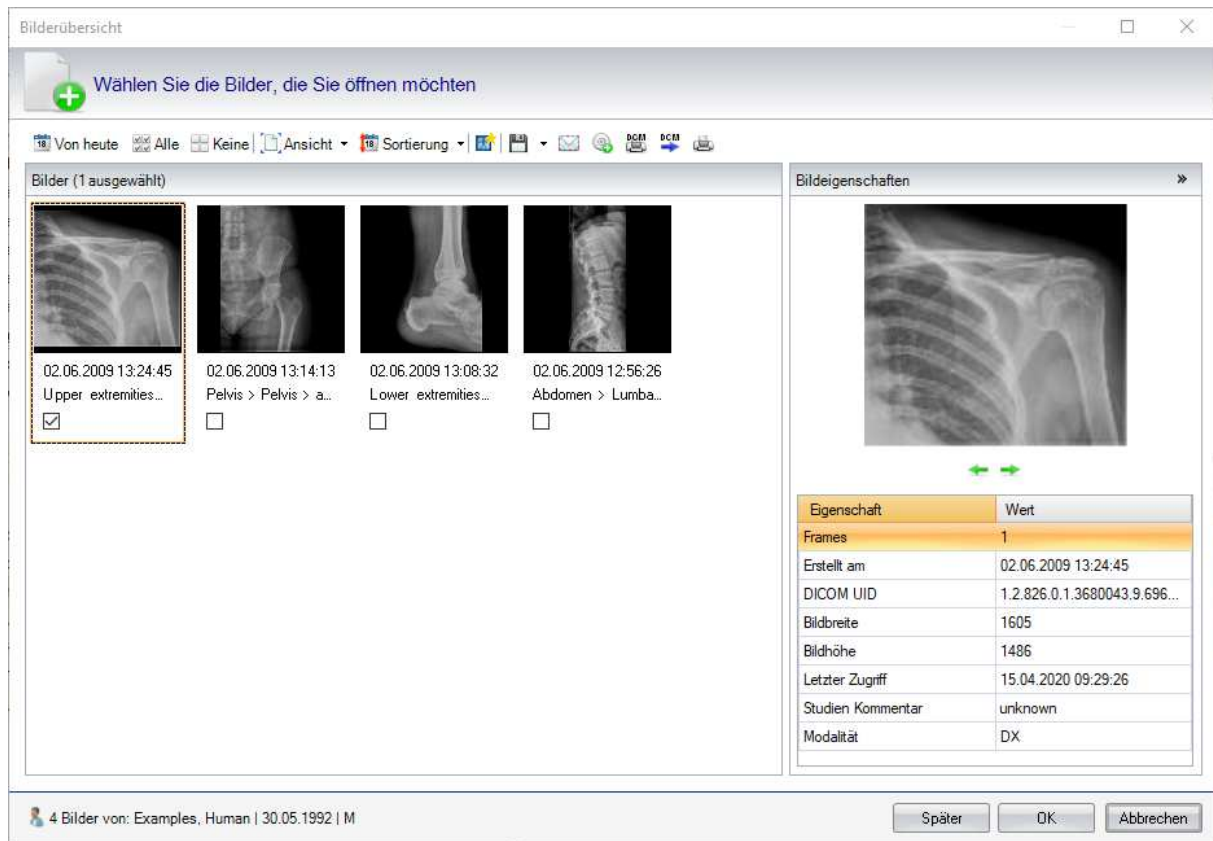 Bilderübersicht
Wählen Sie die Bilder, die Sie öffnen möchten
18 Von heute Alle Keine Ansicht 18 Sortierung DCM DCM
Bilder (1 ausgewählt)
02.06.2009 13:24:45
Upper extremities...
02.06.2009 13:14:13
Pelvis > Pelvis > a...
02.06.2009 13:08:32
Lower extremities...
02.06.2009 12:56:26
Abdomen > Lumba...
Bildeigenschaften »
Eigenschaft Wert
Frames 1
Erstellt am 02.06.2009 13:24:45
DICOM UID 1.2.826.0.1.3680043.9.696...
Bildbreite 1605
Bildhöhe 1486
Letzter Zugriff 15.04.2020 09:29:26
Studien Kommentar unknown
Modalität DX
4 Bilder von: Examples, Human | 30.05.1992 | M
Später OK Abbrechen